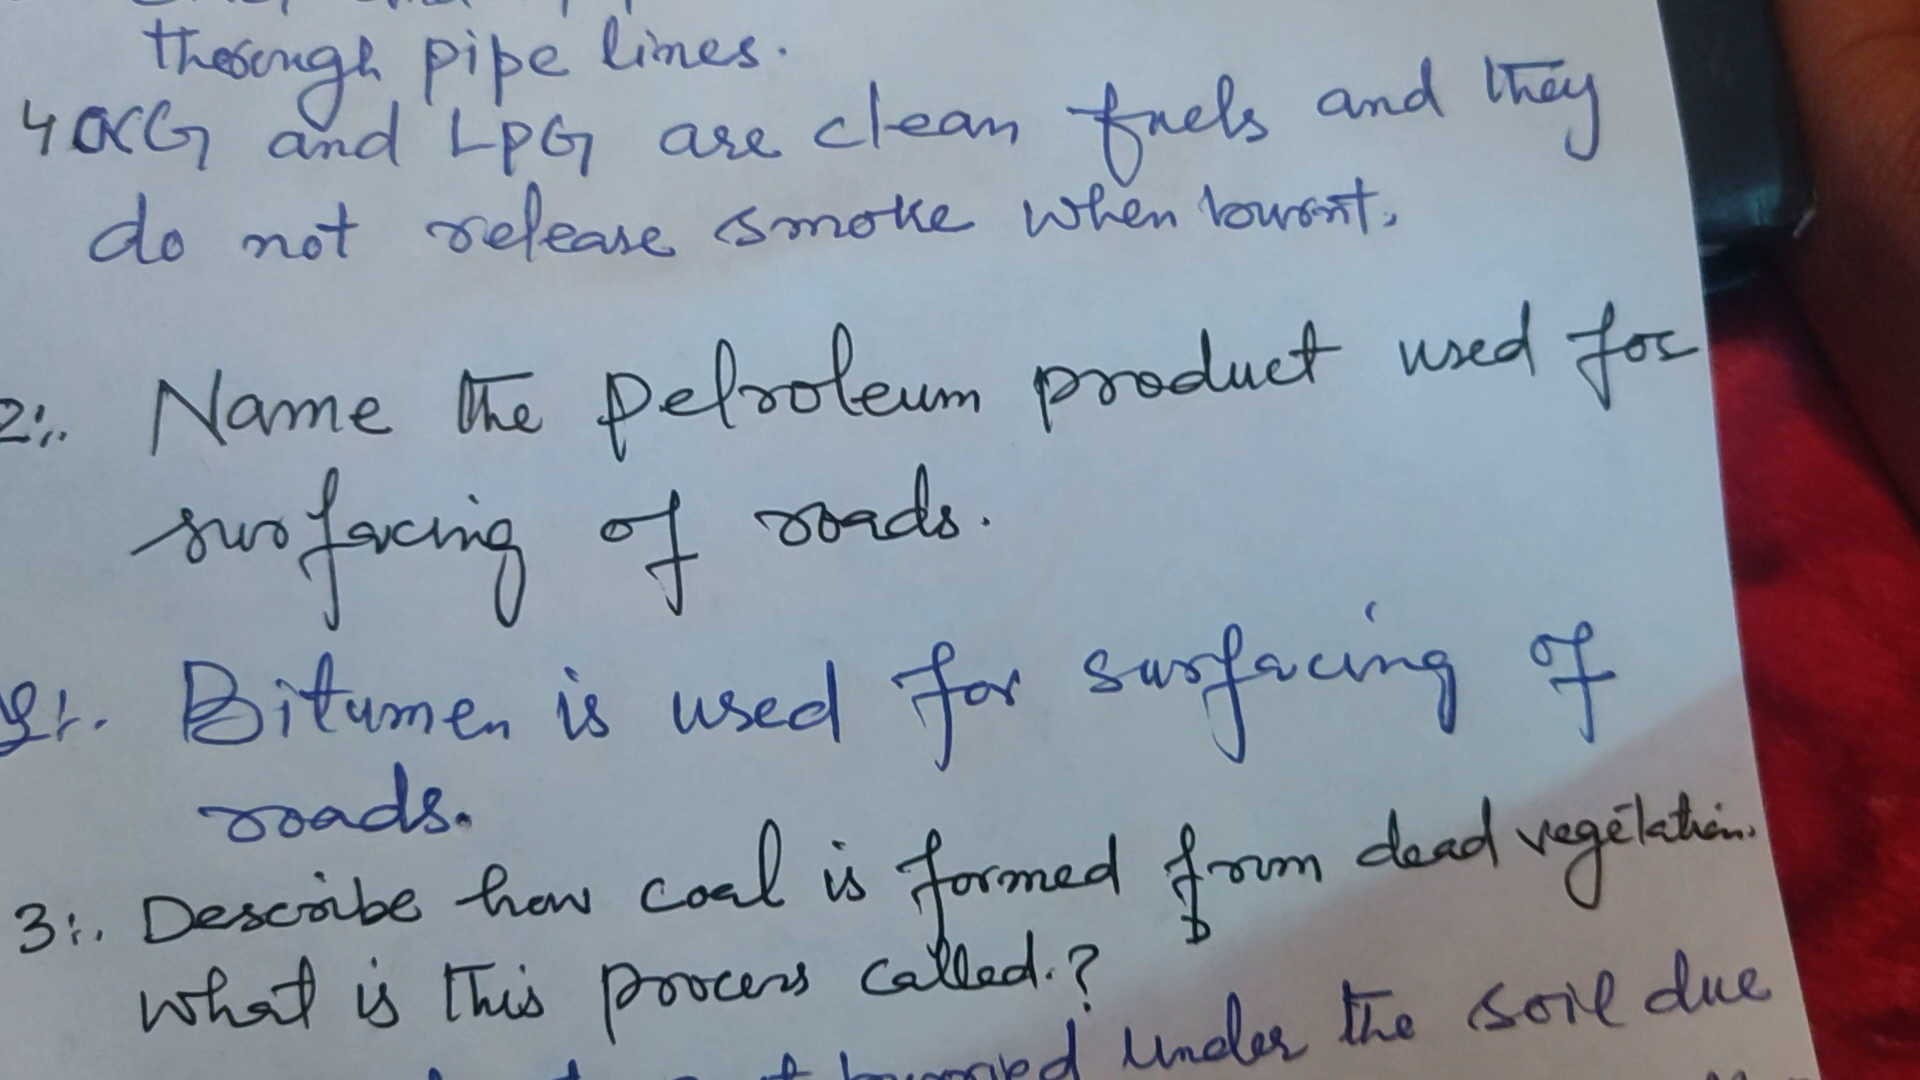 through pipe lines.
4 CNG and LPG are clean fuels and they
do not release smoke when burnt.
2:. Name the petroleum product used for
surfacing of roads.
Bitumen is used for surfacing of
roads.
3:. Describe how coal is formed from dead vegetation.
What is this process called.?
under the soil due